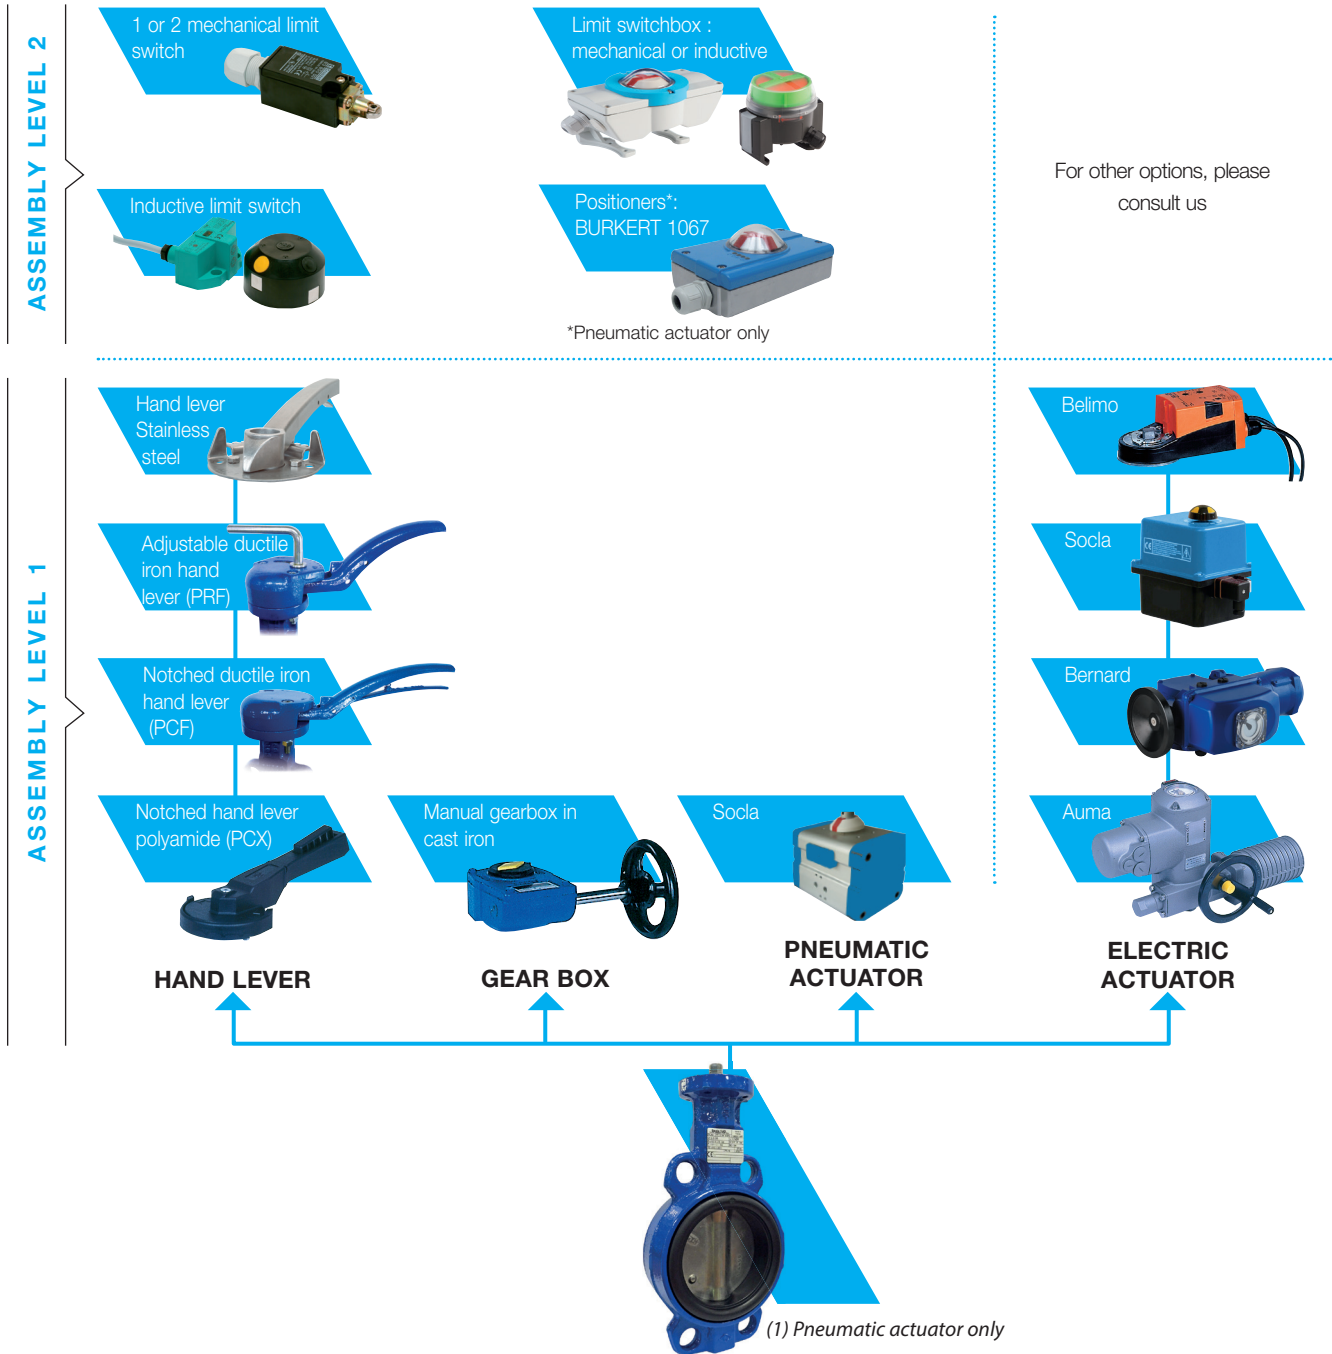 ASSEMBLY LEVEL 2
1 or 2 mechanical limit
switch
Limit switchbox :
mechanical or inductive
Inductive limit switch
Positioners*:
BURKERT 1067
*Pneumatic actuator only
For other options, please
consult us
ASSEMBLY LEVEL 1
Hand lever
Stainless
steel
Adjustable ductile
iron hand
lever (PRF)
Notched ductile iron
hand lever
(PCF)
Notched hand lever
polyamide (PCX)
Manual gearbox in
cast iron
Socla
Belimo
Socla
Bernard
Auma
HAND LEVER
GEAR BOX
PNEUMATIC
ACTUATOR
ELECTRIC
ACTUATOR
(1) Pneumatic actuator only